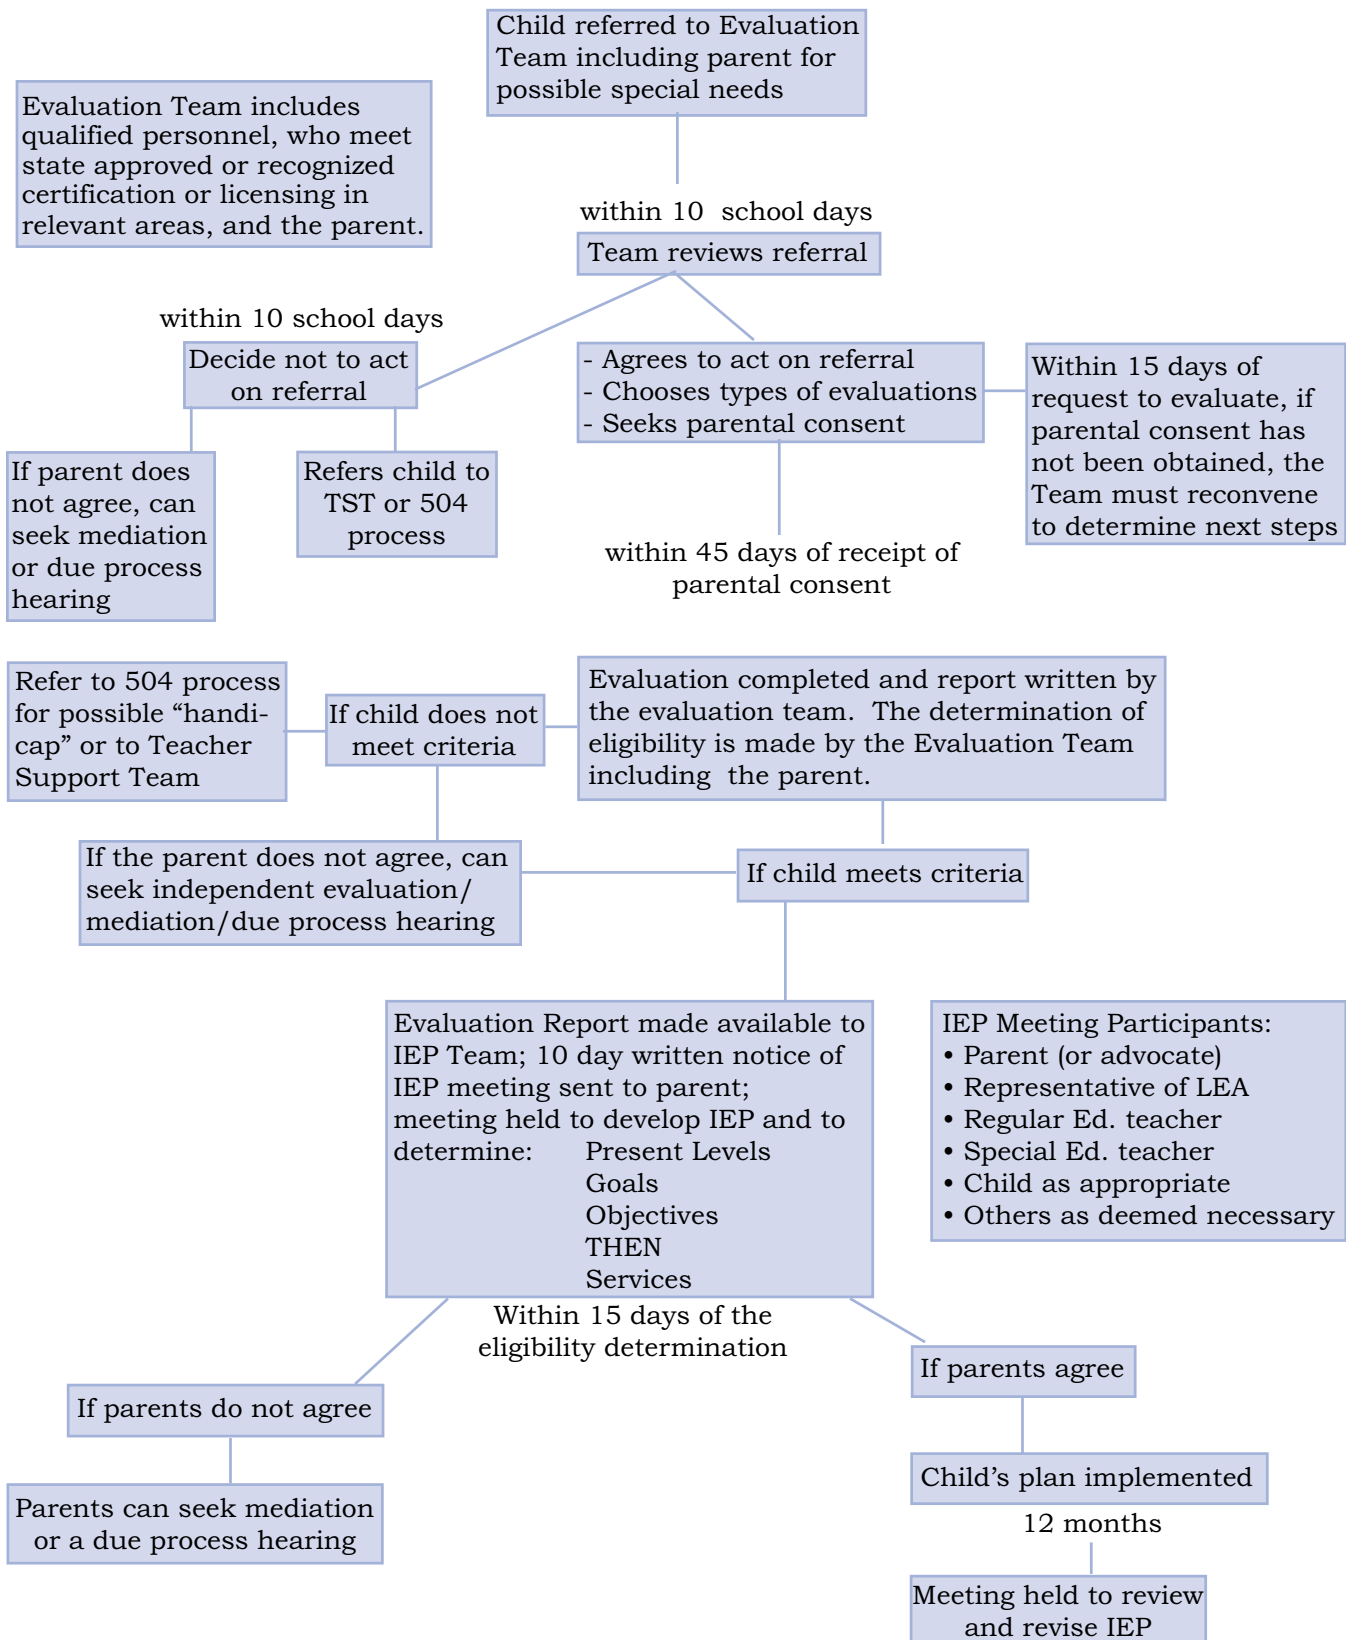 Child referred to Evaluation
Team including parent for
possible special needs
Evaluation Team includes
qualified personnel, who meet
state approved or recognized
certification or licensing in
relevant areas, and the parent.
within 10 school days
Team reviews referral
within 10 school days
Decide not to act
on referral
- Agrees to act on referral
- Chooses types of evaluations
- Seeks parental consent
Within 15 days of
request to evaluate, if
parental consent has
not been obtained, the
Team must reconvene
to determine next steps
If parent does
not agree, can
seek mediation
or due process
hearing
Refers child to
TST or 504
process
within 45 days of receipt of
parental consent
Refer to 504 process
for possible “handi-
cap” or to Teacher
Support Team
If child does not
meet criteria
Evaluation completed and report written by
the evaluation team.  The determination of
eligibility is made by the Evaluation Team
including  the parent.
If the parent does not agree, can
seek independent evaluation/
mediation/due process hearing
If child meets criteria
Evaluation Report made available to
IEP Team; 10 day written notice of
IEP meeting sent to parent;
meeting held to develop IEP and to
determine: Present Levels
Goals
Objectives
THEN
Services
IEP Meeting Participants:
• Parent (or advocate)
• Representative of LEA
• Regular Ed. teacher
• Special Ed. teacher
• Child as appropriate
• Others as deemed necessary
Within 15 days of the
eligibility determination
If parents do not agree
If parents agree
Parents can seek mediation
or a due process hearing
Child’s plan implemented
12 months
Meeting held to review
and revise IEP